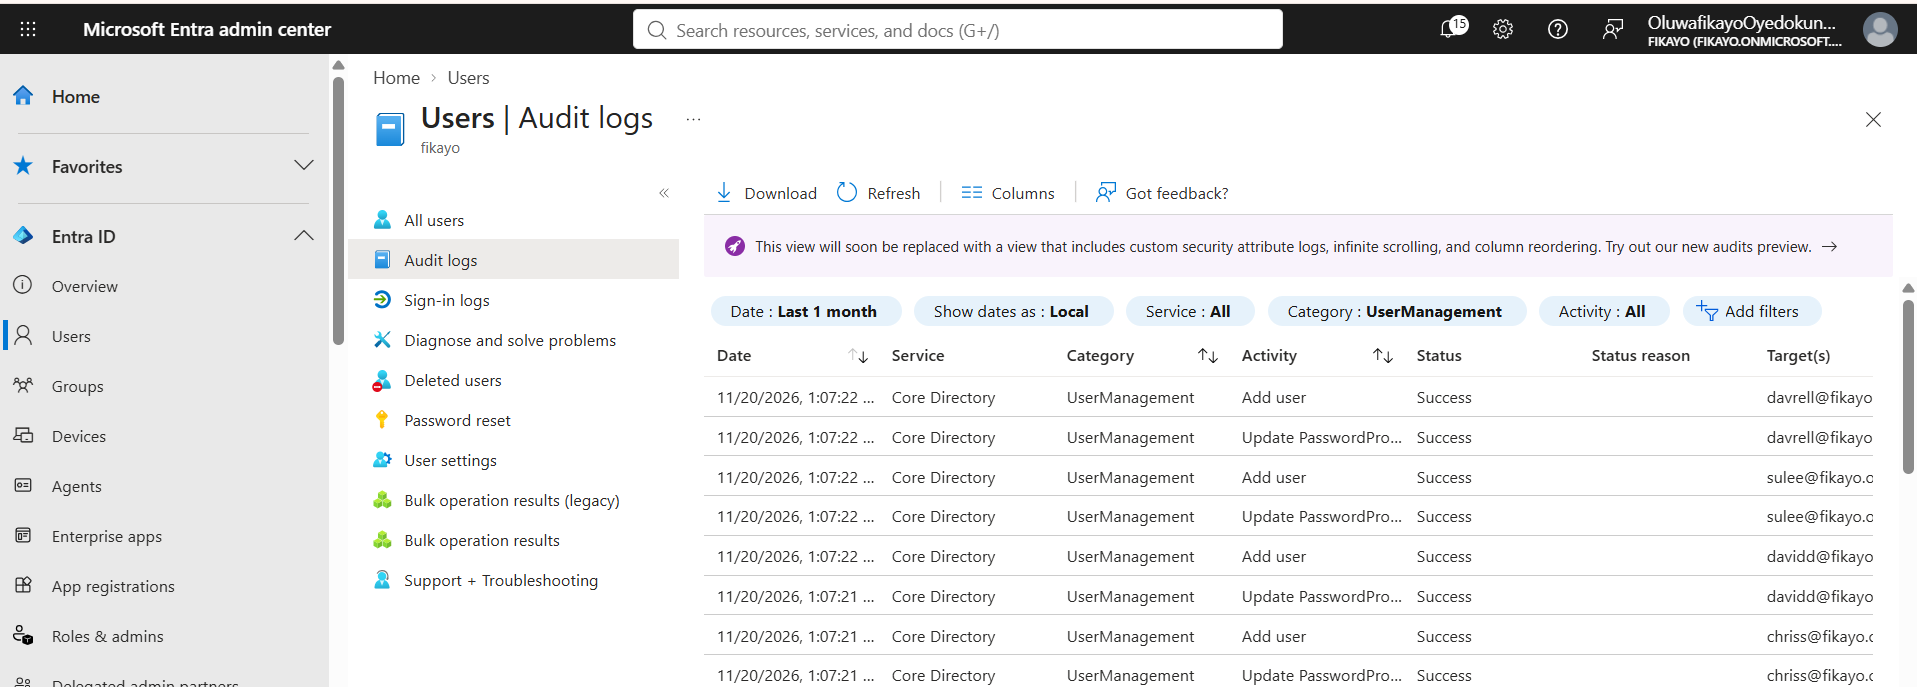 Microsoft Entra admin center
Search resources, services, and docs (G+/)
15
OluwafikayoOyedokun...
FIKAYO (FIKAYO.ONMICROSOFT....
Home
Favorites
Entra ID
Overview
Users
Groups
Devices
Agents
Enterprise apps
App registrations
Roles & admins
Delegated admin partners
Home > Users
Users | Audit logs ...
fikayo
«
All users
Audit logs
Sign-in logs
Diagnose and solve problems
Deleted users
Password reset
User settings
Bulk operation results (legacy)
Bulk operation results
Support + Troubleshooting
Download Refresh Columns Got feedback?
This view will soon be replaced with a view that includes custom security attribute logs, infinite scrolling, and column reordering. Try out our new audits preview. →
Date : Last 1 month Show dates as : Local Service : All Category : UserManagement Activity : All Add filters
Date Service Category Activity Status Status reason Target(s)
11/20/2026, 1:07:22 ... Core Directory UserManagement Add user Success davrell@fikayo
11/20/2026, 1:07:22 ... Core Directory UserManagement Update PasswordPro... Success davrell@fikayo
11/20/2026, 1:07:22 ... Core Directory UserManagement Add user Success sulee@fikayo.o
11/20/2026, 1:07:22 ... Core Directory UserManagement Update PasswordPro... Success sulee@fikayo.o
11/20/2026, 1:07:22 ... Core Directory UserManagement Add user Success davidd@fikayo
11/20/2026, 1:07:21 ... Core Directory UserManagement Update PasswordPro... Success davidd@fikayo
11/20/2026, 1:07:21 ... Core Directory UserManagement Add user Success chriss@fikayo.o
11/20/2026, 1:07:21 ... Core Directory UserManagement Update PasswordPro... Success chriss@fikayo.o